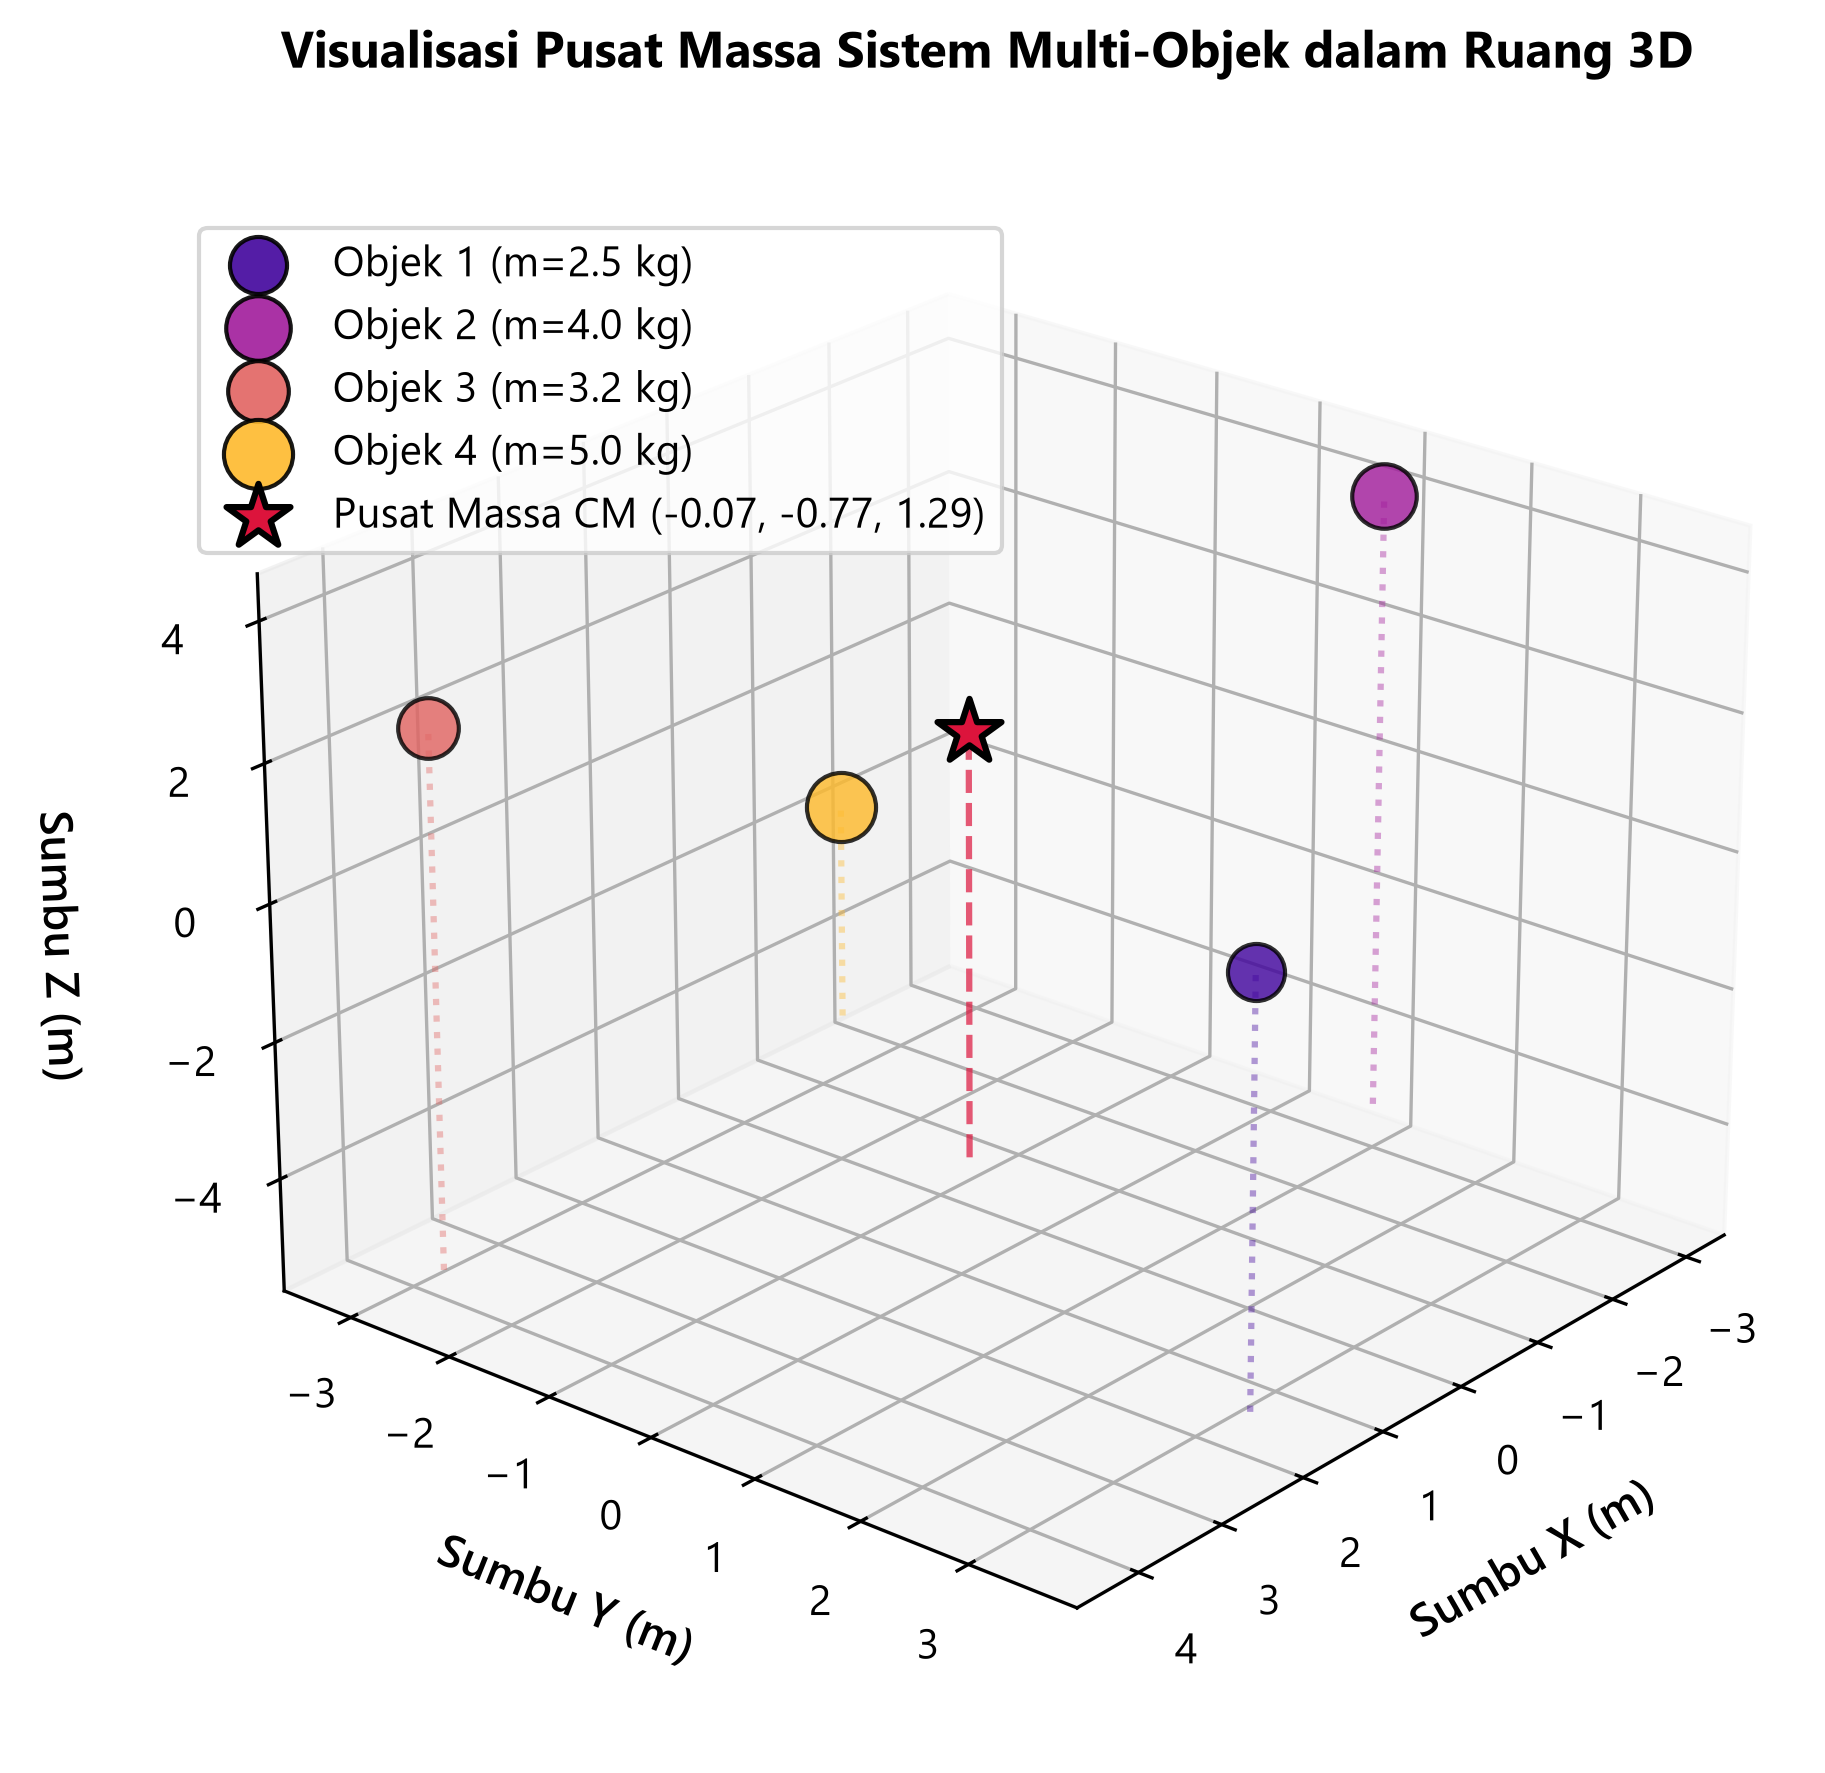 Visualisasi Pusat Massa Sistem Multi-Objek dalam Ruang 3D
Objek 1 (m=2.5 kg)
Objek 2 (m=4.0 kg)
Objek 3 (m=3.2 kg)
Objek 4 (m=5.0 kg)
Pusat Massa CM (-0.07, -0.77, 1.29)
4
2
0
−2
−4
Sumbu Z (m)
−3
−2
−1
0
1
2
3
Sumbu Y (m)
4
3
2
1
0
−1
−2
−3
Sumbu X (m)